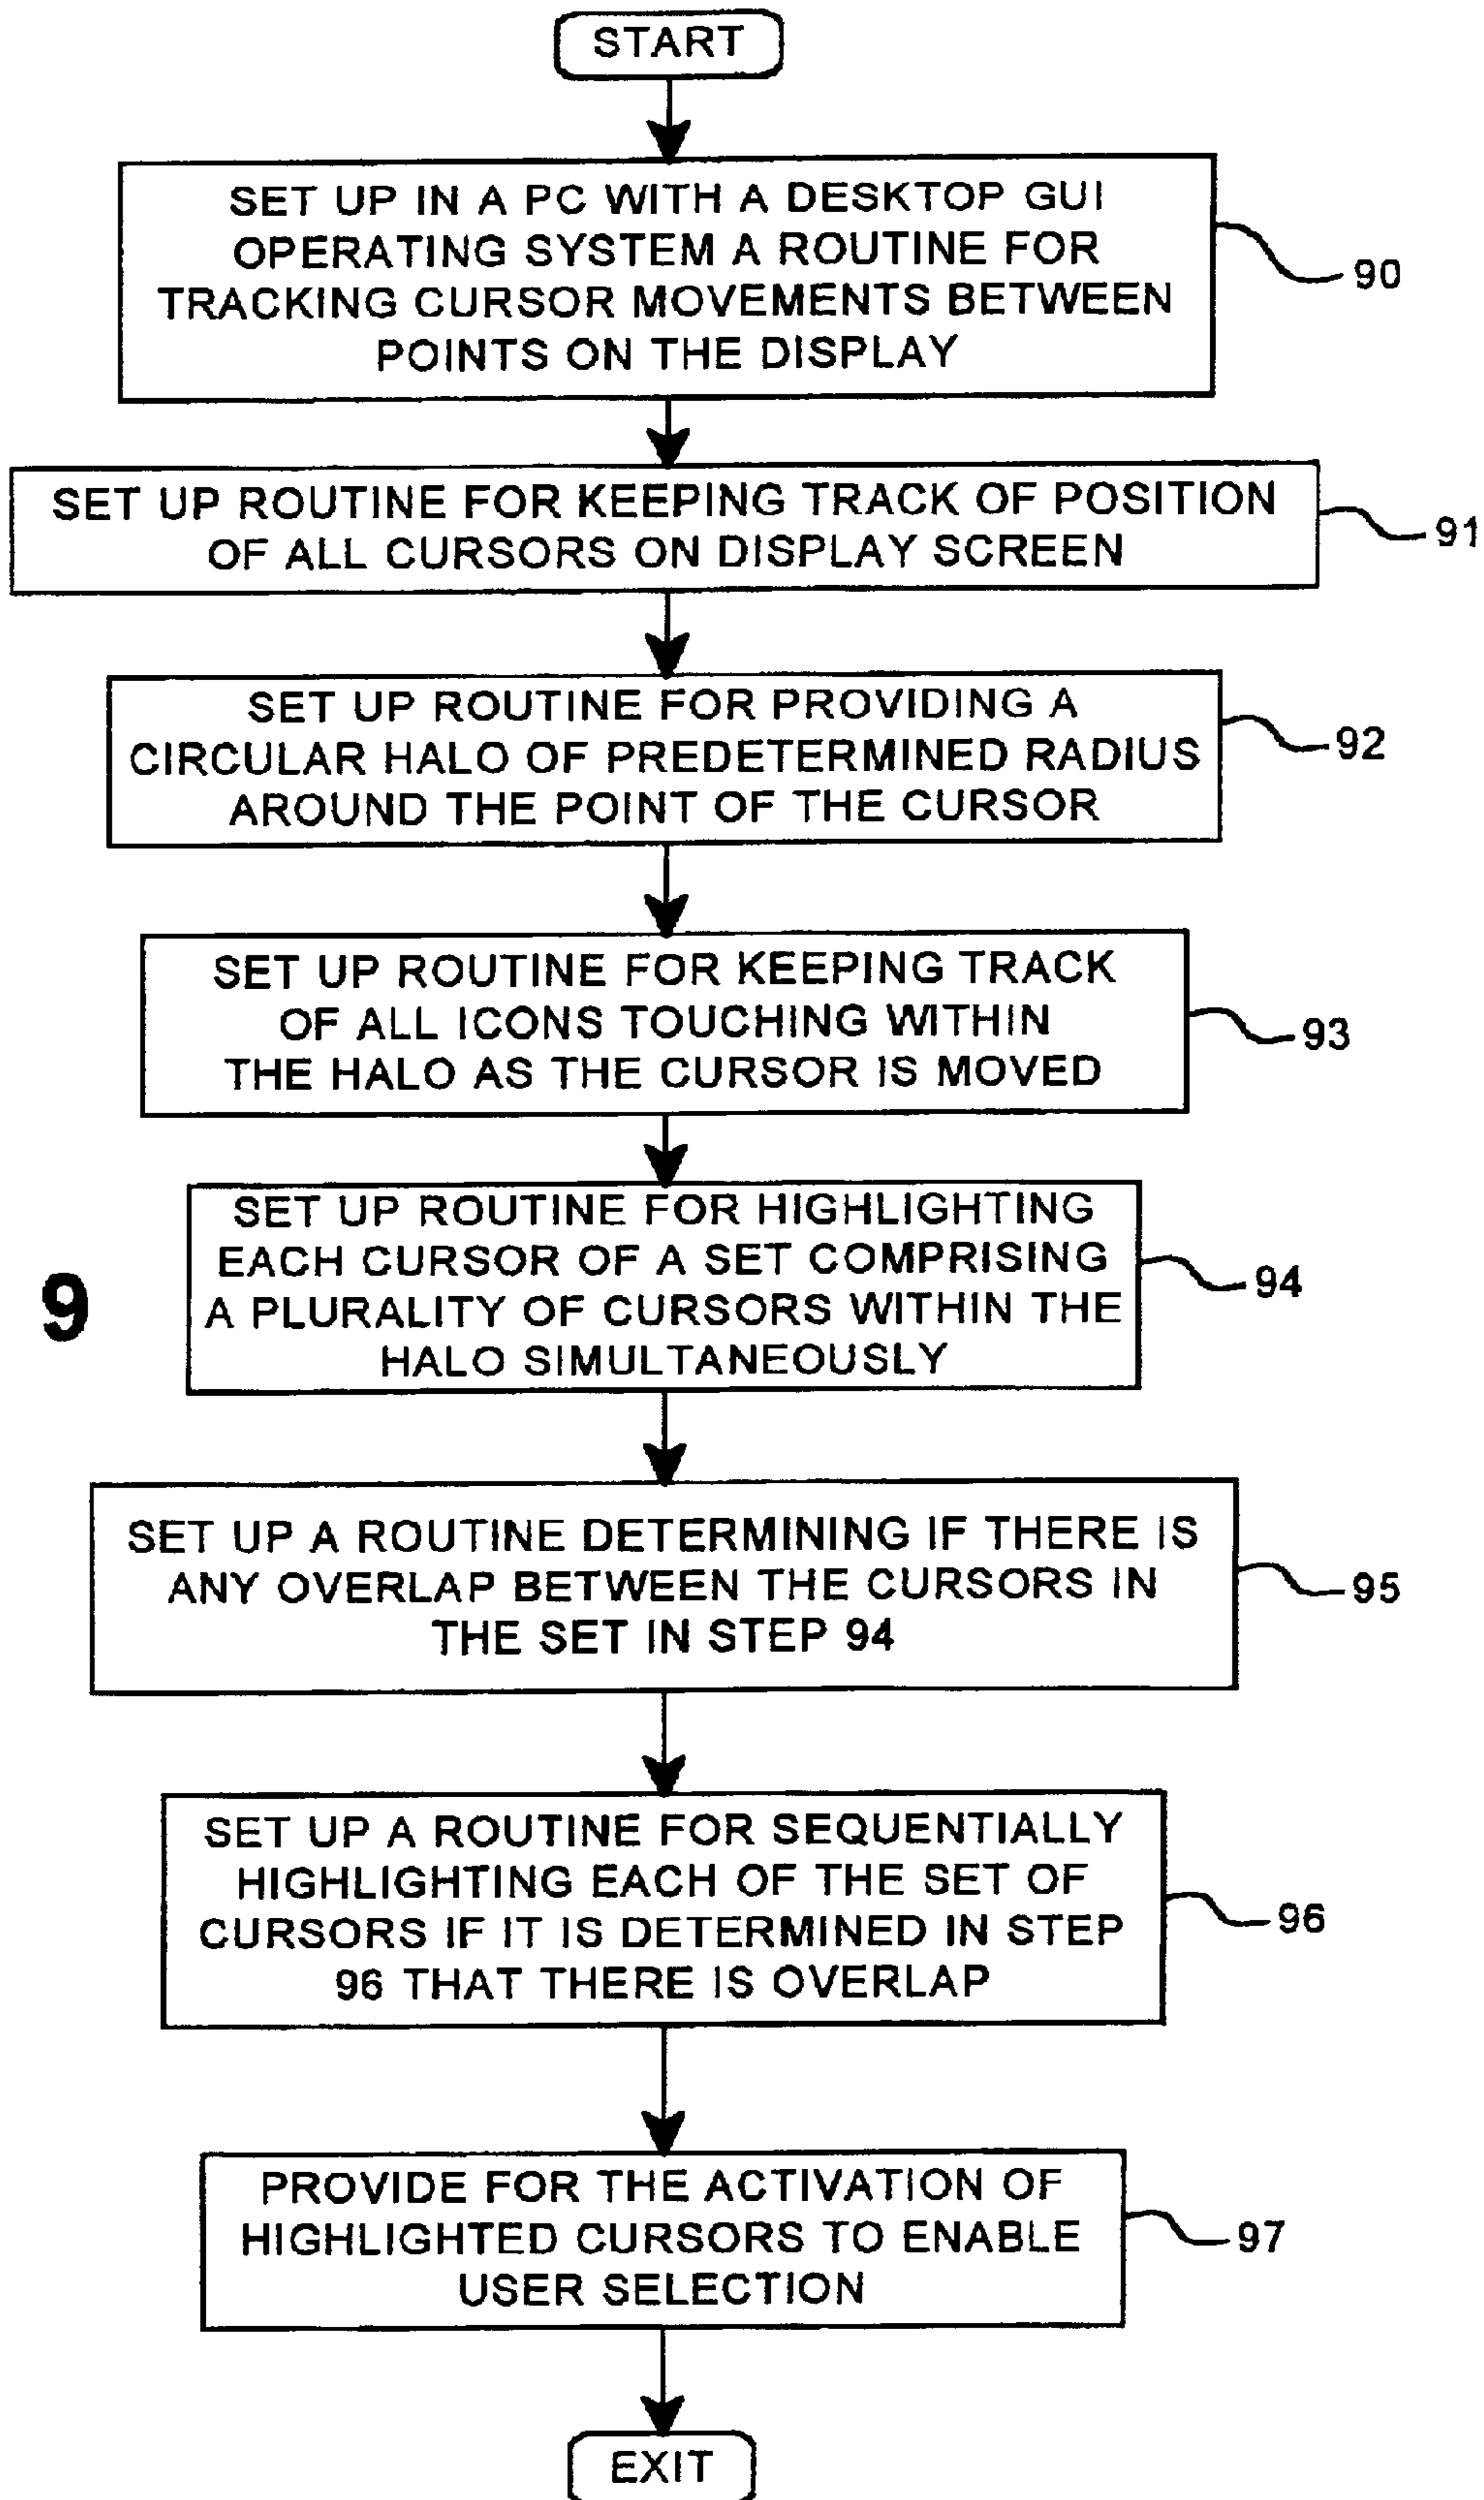 START
SET UP IN A PC WITH A DESKTOP GUI
OPERATING SYSTEM A ROUTINE FOR
TRACKING CURSOR MOVEMENTS BETWEEN
POINTS ON THE DISPLAY
90
SET UP ROUTINE FOR KEEPING TRACK OF POSITION
OF ALL CURSORS ON DISPLAY SCREEN
91
SET UP ROUTINE FOR PROVIDING A
CIRCULAR HALO OF PREDETERMINED RADIUS
AROUND THE POINT OF THE CURSOR
92
SET UP ROUTINE FOR KEEPING TRACK
OF ALL ICONS TOUCHING WITHIN
THE HALO AS THE CURSOR IS MOVED
93
SET UP ROUTINE FOR HIGHLIGHTING
EACH CURSOR OF A SET COMPRISING
A PLURALITY OF CURSORS WITHIN THE
HALO SIMULTANEOUSLY
94
9
SET UP A ROUTINE DETERMINING IF THERE IS
ANY OVERLAP BETWEEN THE CURSORS IN
THE SET IN STEP 94
95
SET UP A ROUTINE FOR SEQUENTIALLY
HIGHLIGHTING EACH OF THE SET OF
CURSORS IF IT IS DETERMINED IN STEP
96 THAT THERE IS OVERLAP
96
PROVIDE FOR THE ACTIVATION OF
HIGHLIGHTED CURSORS TO ENABLE
USER SELECTION
97
EXIT